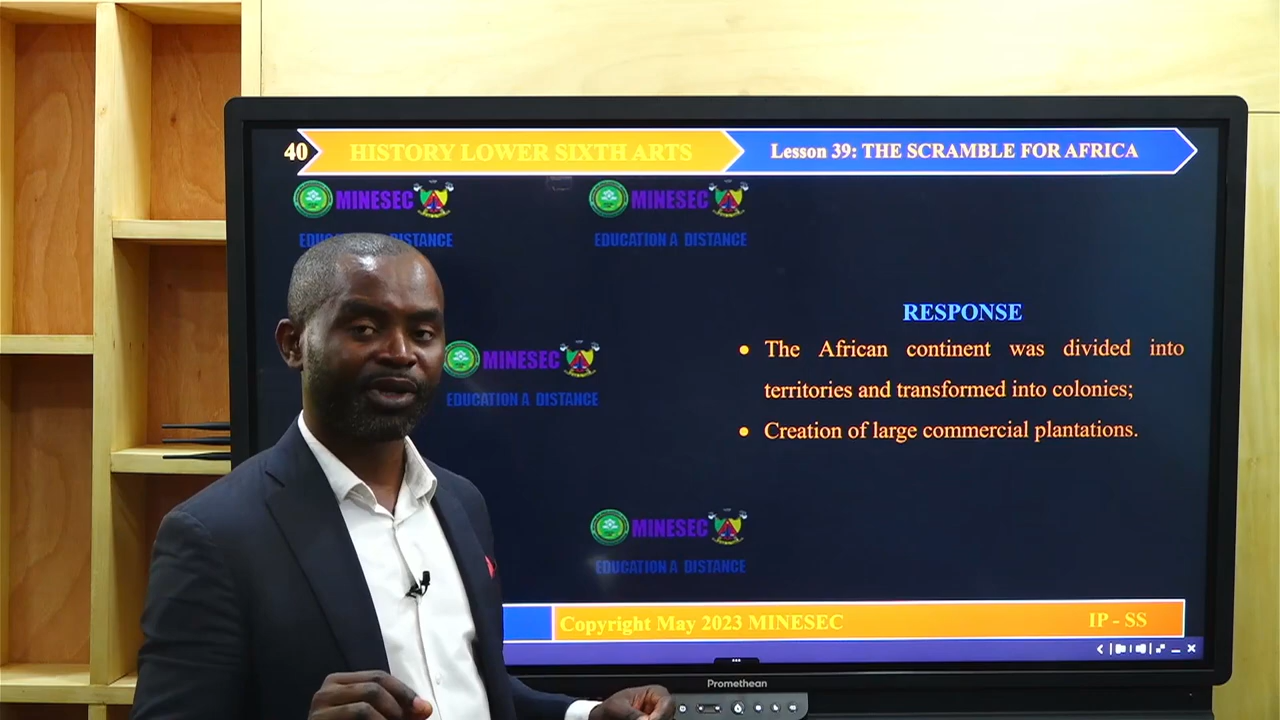 40
HISTORY LOWER SIXTH ARTS
Lesson 39: THE SCRAMBLE FOR AFRICA
MINESEC
EDUCATION A DISTANCE
MINESEC
EDUCATION A DISTANCE
RESPONSE
• The African continent was divided into
territories and transformed into colonies;
• Creation of large commercial plantations.
MINESEC
EDUCATION A DISTANCE
MINESEC
EDUCATION A DISTANCE
Copyright May 2023 MINESEC
IP - SS
Promethean